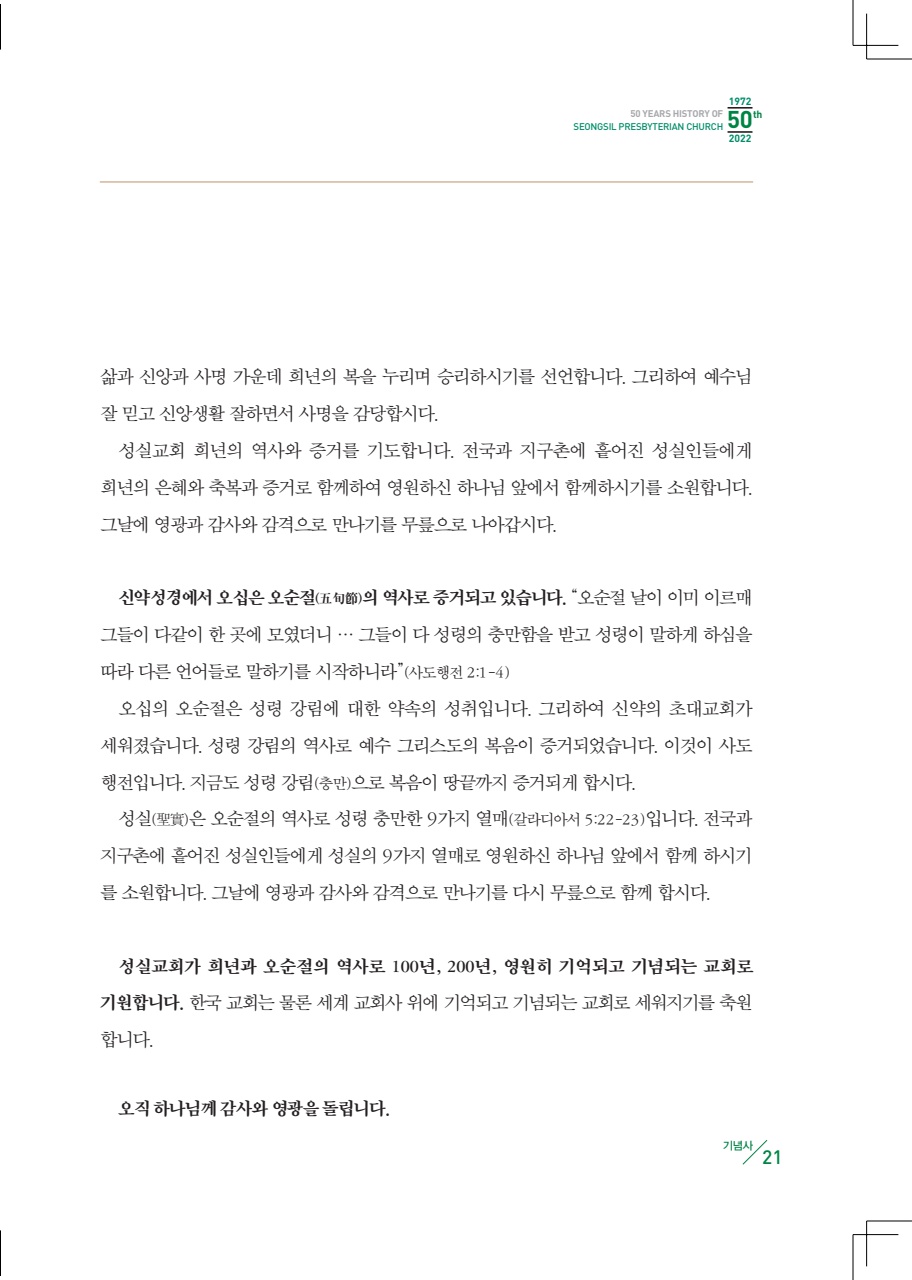 1972
50 YEARS HISTORY OF
SEONGSIL PRESBYTERIAN CHURCH
50th
2022
삶과 신앙과 사명 가운데 희년의 복을 누리며 승리하시기를 선언합니다. 그리하여 예수님
잘 믿고 신앙생활 잘하면서 사명을 감당합시다.
성실교회 희년의 역사와 증거를 기도합니다. 전국과 지구촌에 흩어진 성실인들에게
희년의 은혜와 축복과 증거로 함께하여 영원하신 하나님 앞에서 함께하시기를 소원합니다.
그날에 영광과 감사와 감격으로 만나기를 무릎으로 나아갑시다.
신약성경에서 오십은 오순절(五旬節)의 역사로 증거되고 있습니다. “오순절 날이 이미 이르매
그들이 다같이 한 곳에 모였더니 … 그들이 다 성령의 충만함을 받고 성령이 말하게 하심을
따라 다른 언어들로 말하기를 시작하니라”(사도행전 2:1-4)
오십의 오순절은 성령 강림에 대한 약속의 성취입니다. 그리하여 신약의 초대교회가
세워졌습니다. 성령 강림의 역사로 예수 그리스도의 복음이 증거되었습니다. 이것이 사도
행전입니다. 지금도 성령 강림(충만)으로 복음이 땅끝까지 증거되게 합시다.
성실(聖實)은 오순절의 역사로 성령 충만한 9가지 열매(갈라디아서 5:22-23)입니다. 전국과
지구촌에 흩어진 성실인들에게 성실의 9가지 열매로 영원하신 하나님 앞에서 함께 하시기
를 소원합니다. 그날에 영광과 감사와 감격으로 만나기를 다시 무릎으로 함께 합시다.
성실교회가 희년과 오순절의 역사로 100년, 200년, 영원히 기억되고 기념되는 교회로
기원합니다. 한국 교회는 물론 세계 교회사 위에 기억되고 기념되는 교회로 세워지기를 축원
합니다.
오직 하나님께 감사와 영광을 돌립니다.
기념사
21